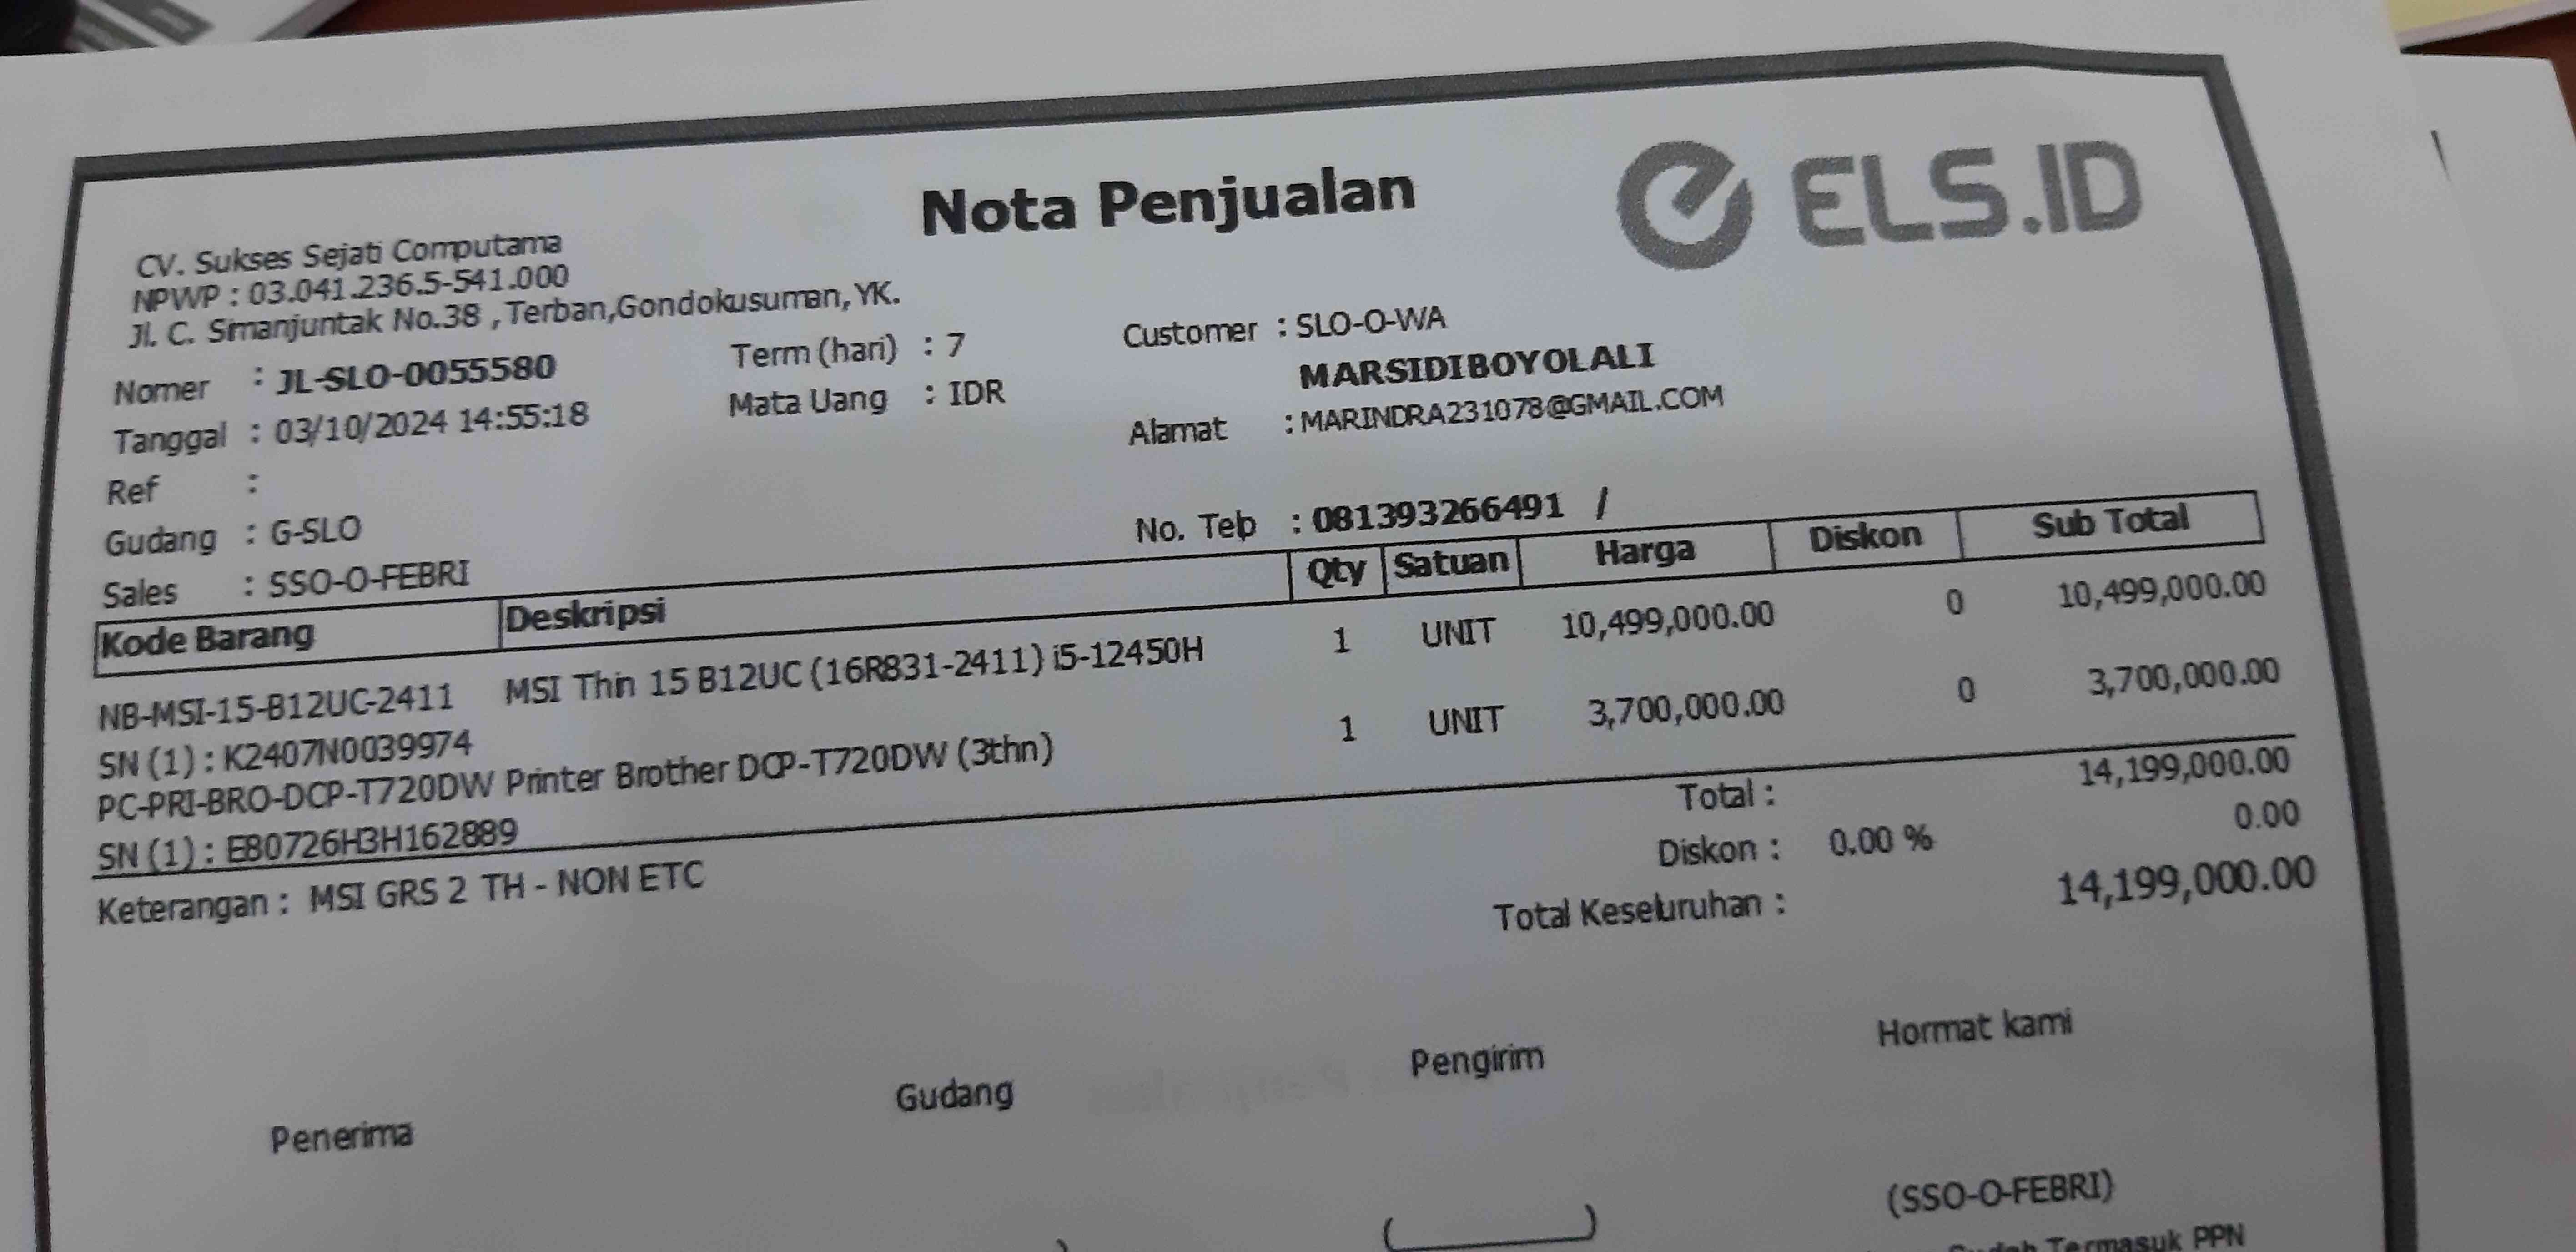 Nota Penjualan
ELS.ID
CV. Sukses Sejati Computama
NPWP : 03.041.236.5-541.000
Jl. C. Simanjuntak No.38 , Terban,Gondokusuman, YK.
Nomer : JL-SLO-0055580 Term (hari) : 7 Customer : SLO-O-WA
MARSIDIBOYOLALI
Tanggal : 03/10/2024 14:55:18 Mata Uang : IDR Alamat : MARINDRA231078@GMAIL.COM
Ref :
Gudang : G-SLO No. Telp : 081393266491 /
Sales : SSO-O-FEBRI
Kode Barang Deskripsi Qty Satuan Harga Diskon Sub Total
NB-MSI-15-B12UC-2411 MSI Thin 15 B12UC (16R831-2411) i5-12450H 1 UNIT 10,499,000.00 0 10,499,000.00
SN (1) : K2407N0039974
PC-PRI-BRO-DCP-T720DW Printer Brother DCP-T720DW (3thn) 1 UNIT 3,700,000.00 0 3,700,000.00
SN (1) : E80726H3H162889
Total : 14,199,000.00
Diskon : 0.00 % 0.00
Keterangan : MSI GRS 2 TH - NON ETC Total Keseluruhan : 14,199,000.00
Penerima Gudang Pengirim Hormat kami
( ) (SSO-O-FEBRI)
Termasuk PPN